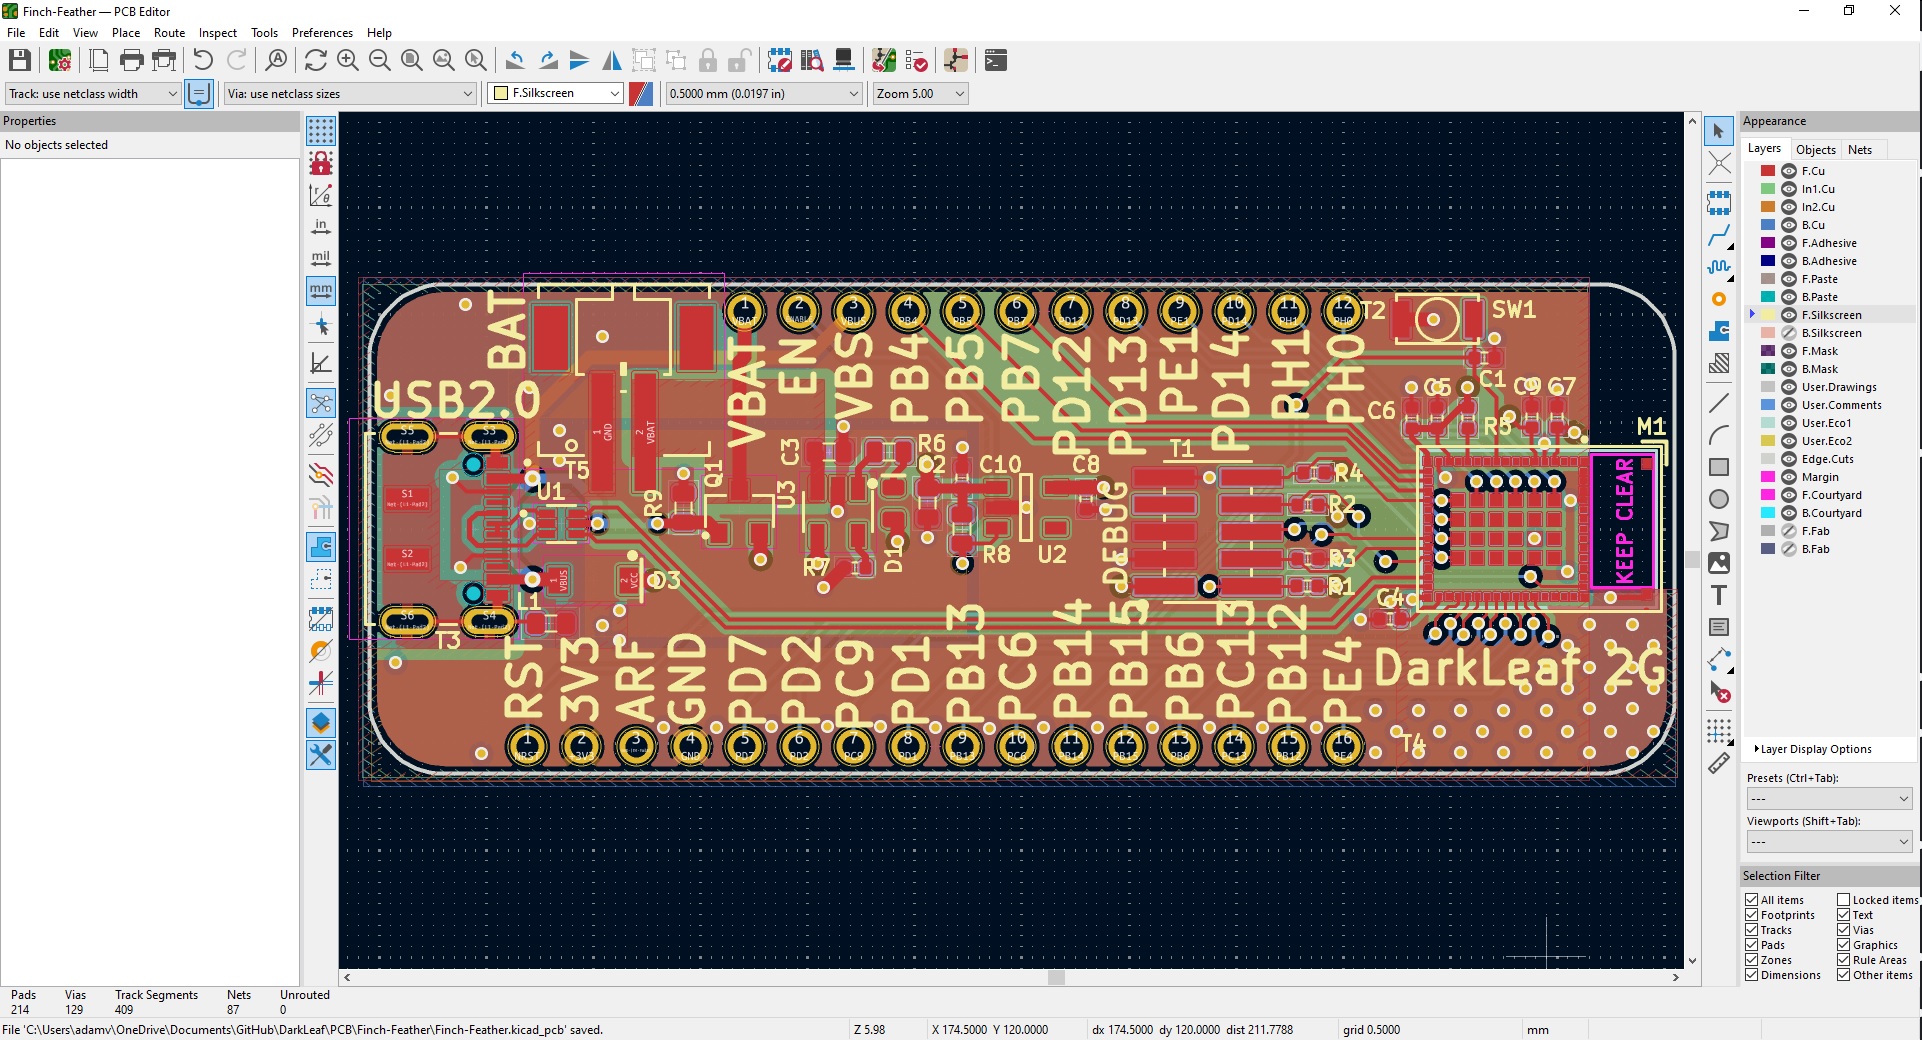 Finch-Feather — PCB Editor
File Edit View Place Route Inspect Tools Preferences Help
Track: use netclass width
Via: use netclass sizes
F.Silkscreen
0.5000 mm (0.0197 in)
Zoom 5.00
Properties
No objects selected
in
mil
mm
BAT
USB2.0
1 2 3 4 5 6 7 8 9 10 11 12
VBAT EN VBS PB4 PB5 PB7 PD12 PD13 PE1 PD14 PH1 PH0
T2
SW1
C5 C1 C9 C7
C6
R5
M1
KEEP CLEAR
S5 S3
1 GND
2 VBAT
T5
U1
R9
Q1
C3
U3
R6
C10
C8
T1
R4
R2
R3
R1
DEBUG
S1
S2
VBUS
2 VCC
D3
R7
D1
R8
U2
L1
C4
S6 S4
T3
RST 3V3 ARF GND PD7 PD2 PC9 PD1 PB13 PC6 PB14 PB15 PB6 PC13 PB12 PE4
DarkLeaf 2G
T4
1 2 3 4 5 6 7 8 9 10 11 12 13 14 15 16
Appearance
Layers Objects Nets
F.Cu
In1.Cu
In2.Cu
B.Cu
F.Adhesive
B.Adhesive
F.Paste
B.Paste
F.Silkscreen
B.Silkscreen
F.Mask
B.Mask
User.Drawings
User.Comments
User.Eco1
User.Eco2
Edge.Cuts
Margin
F.Courtyard
B.Courtyard
F.Fab
B.Fab
Layer Display Options
Presets (Ctrl+Tab):
---
Viewports (Shift+Tab):
---
Selection Filter
All items Locked items
Footprints Text
Tracks Vias
Pads Graphics
Zones Rule Areas
Dimensions Other items
Pads Vias Track Segments Nets Unrouted
214 129 409 87 0
File 'C:\Users\adamv\OneDrive\Documents\GitHub\DarkLeaf\PCB\Finch-Feather\Finch-Feather.kicad_pcb' saved.
Z 5.98
X 174.5000 Y 120.0000
dx 174.5000 dy 120.0000 dist 211.7788
grid 0.5000
mm